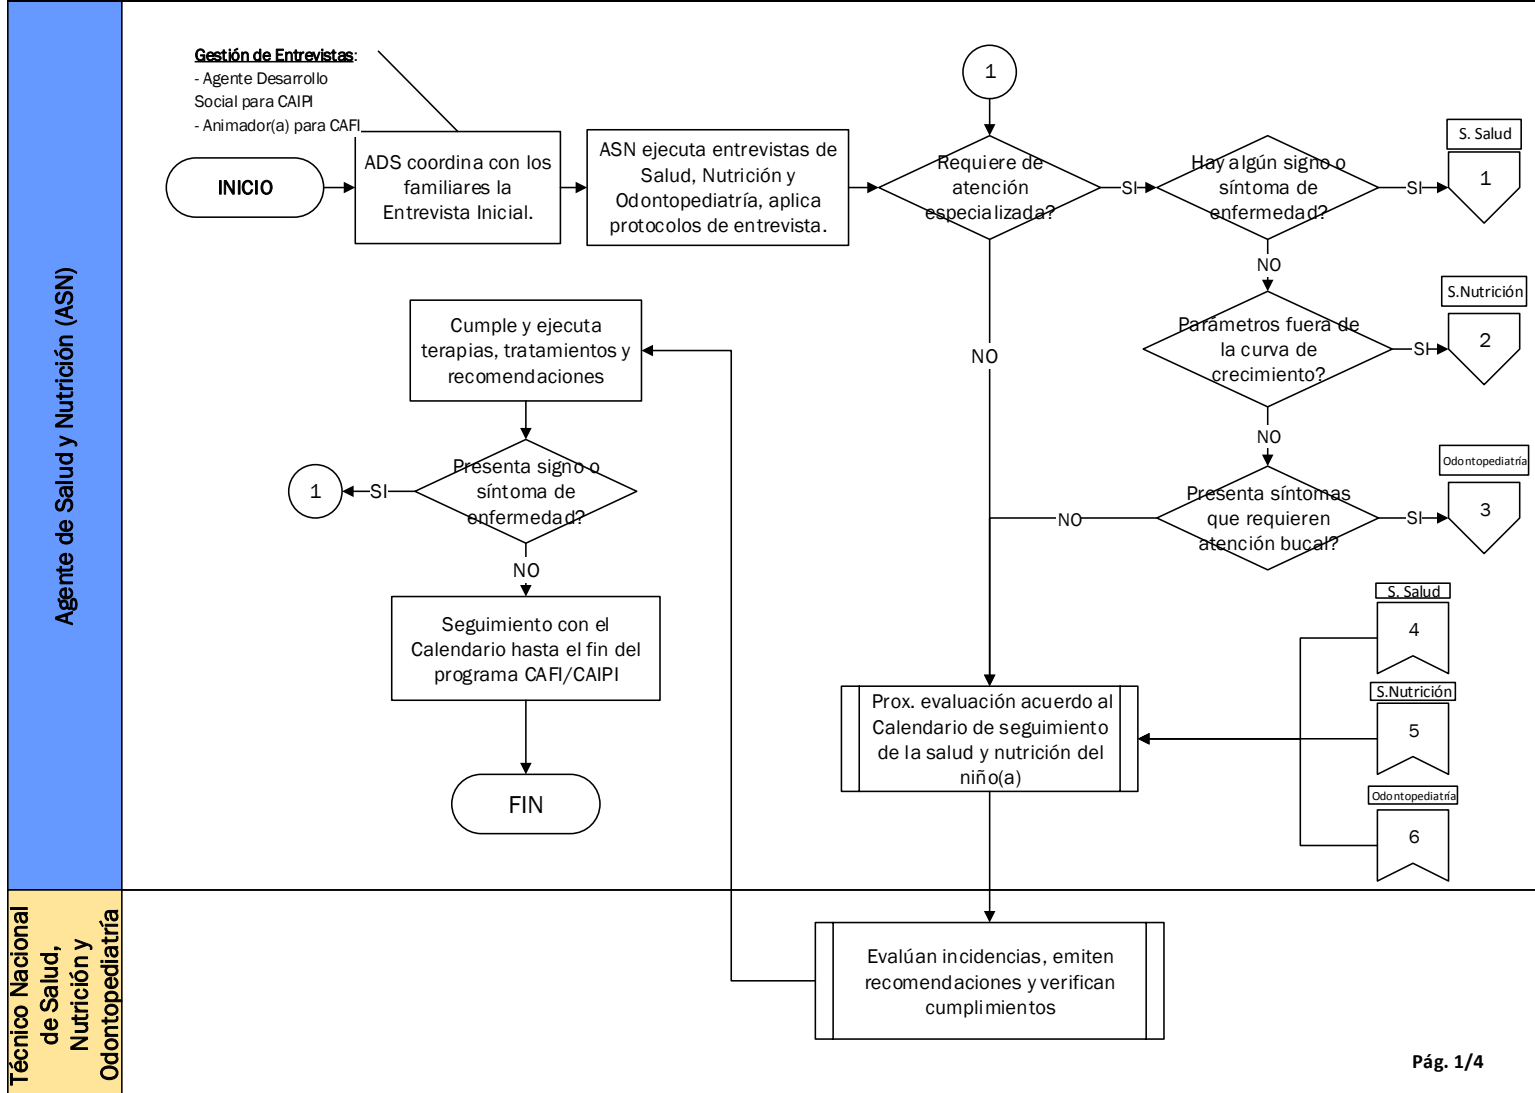 Agente de Salud y Nutrición (ASN)
Gestión de Entrevistas:
- Agente Desarrollo
Social para CAIPI
- Animador(a) para CAFI
INICIO
ADS coordina con los
familiares la
Entrevista Inicial.
ASN ejecuta entrevistas de
Salud, Nutrición y
Odontopediatría, aplica
protocolos de entrevista.
1
Requiere de
atención
especializada?
SI
NO
Hay algún signo o
síntoma de
enfermedad?
SI
S. Salud
1
NO
Parámetros fuera de
la curva de
crecimiento?
SI
S.Nutrición
2
NO
Presenta síntomas
que requieren
atención bucal?
SI
Odontopediatría
3
NO
Cumple y ejecuta
terapias, tratamientos y
recomendaciones
Presenta signo o
síntoma de
enfermedad?
SI
1
NO
Seguimiento con el
Calendario hasta el fin del
programa CAFI/CAIPI
FIN
Prox. evaluación acuerdo al
Calendario de seguimiento
de la salud y nutrición del
niño(a)
S. Salud
4
S.Nutrición
5
Odontopediatría
6
Técnico Nacional
de Salud,
Nutrición y
Odontopediatría
Evalúan incidencias, emiten
recomendaciones y verifican
cumplimientos
Pág. 1/4